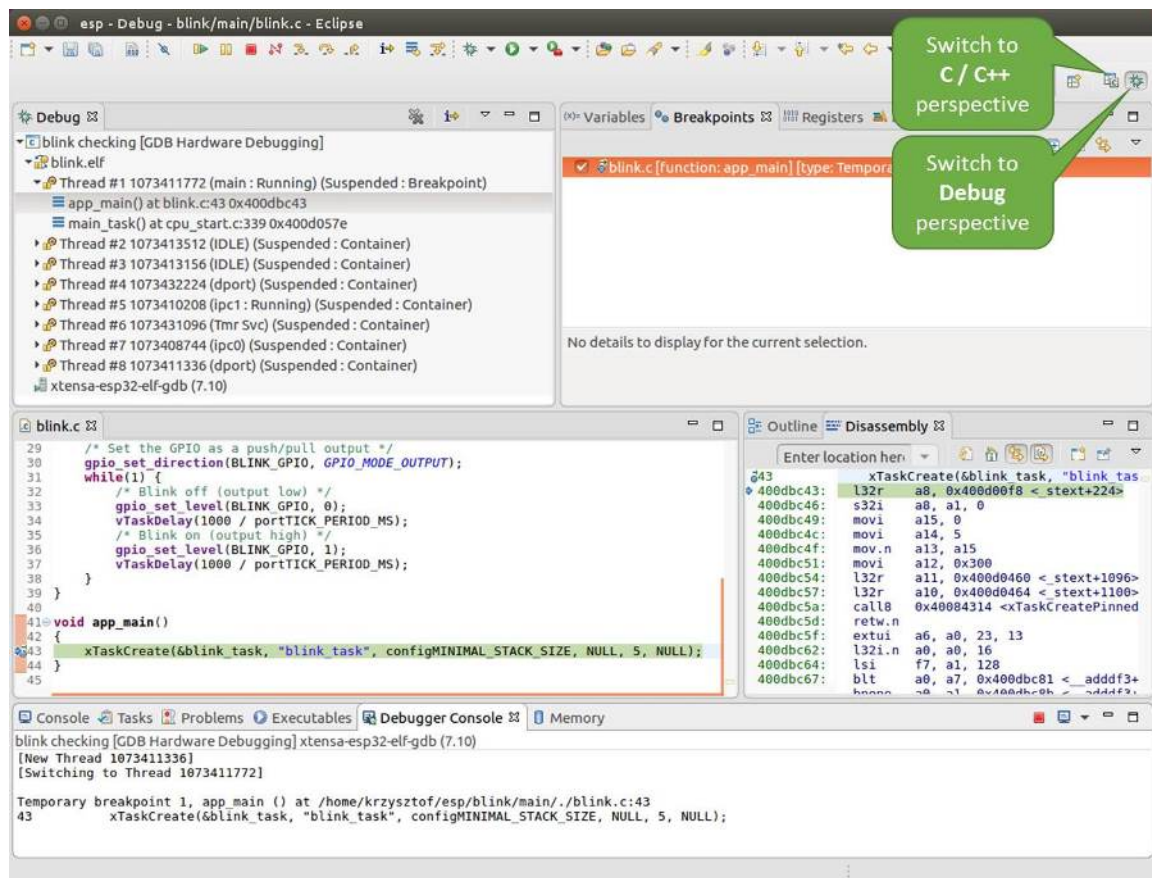 esp - Debug - blink/main/blink.c - Eclipse
Switch to
C / C++
perspective
Switch to
Debug
perspective
Debug
blink checking [GDB Hardware Debugging]
blink.elf
Thread #1 1073411772 (main : Running) (Suspended : Breakpoint)
app_main() at blink.c:43 0x400dbc43
main_task() at cpu_start.c:339 0x400d057e
Thread #2 1073413512 (IDLE) (Suspended : Container)
Thread #3 1073413156 (IDLE) (Suspended : Container)
Thread #4 1073432224 (dport) (Suspended : Container)
Thread #5 1073410208 (ipc1 : Running) (Suspended : Container)
Thread #6 1073431096 (Tmr Svc) (Suspended : Container)
Thread #7 1073408744 (ipc0) (Suspended : Container)
Thread #8 1073411336 (dport) (Suspended : Container)
xtensa-esp32-elf-gdb (7.10)
(x)= Variables Breakpoints Registers
blink.c [function: app_main] [type: Tempora
No details to display for the current selection.
blink.c
29 /* Set the GPIO as a push/pull output */
30 gpio_set_direction(BLINK_GPIO, GPIO_MODE_OUTPUT);
31 while(1) {
32 /* Blink off (output low) */
33 gpio_set_level(BLINK_GPIO, 0);
34 vTaskDelay(1000 / portTICK_PERIOD_MS);
35 /* Blink on (output high) */
36 gpio_set_level(BLINK_GPIO, 1);
37 vTaskDelay(1000 / portTICK_PERIOD_MS);
38 }
39 }
40
41 void app_main()
42 {
43 xTaskCreate(&blink_task, "blink_task", configMINIMAL_STACK_SIZE, NULL, 5, NULL);
44 }
45
Outline Disassembly
Enter location her
43 xTaskCreate(&blink_task, "blink_tas
400dbc43: l32r a8, 0x400d00f8 <_stext+224>
400dbc46: s32i a8, a1, 0
400dbc49: movi a15, 0
400dbc4c: movi a14, 5
400dbc4f: mov.n a13, a15
400dbc51: movi a12, 0x300
400dbc54: l32r a11, 0x400d0460 <_stext+1096>
400dbc57: l32r a10, 0x400d0464 <_stext+1100>
400dbc5a: call8 0x40084314 <xTaskCreatePinned
400dbc5d: retw.n
400dbc5f: extui a6, a0, 23, 13
400dbc62: l32i.n a0, a0, 16
400dbc64: lsi f7, a1, 128
400dbc67: blt a0, a7, 0x400dbc81 <__adddf3+
Console Tasks Problems Executables Debugger Console Memory
blink checking [GDB Hardware Debugging] xtensa-esp32-elf-gdb (7.10)
[New Thread 1073411336]
[Switching to Thread 1073411772]
Temporary breakpoint 1, app_main () at /home/krzysztof/esp/blink/main/./blink.c:43
43 xTaskCreate(&blink_task, "blink_task", configMINIMAL_STACK_SIZE, NULL, 5, NULL);